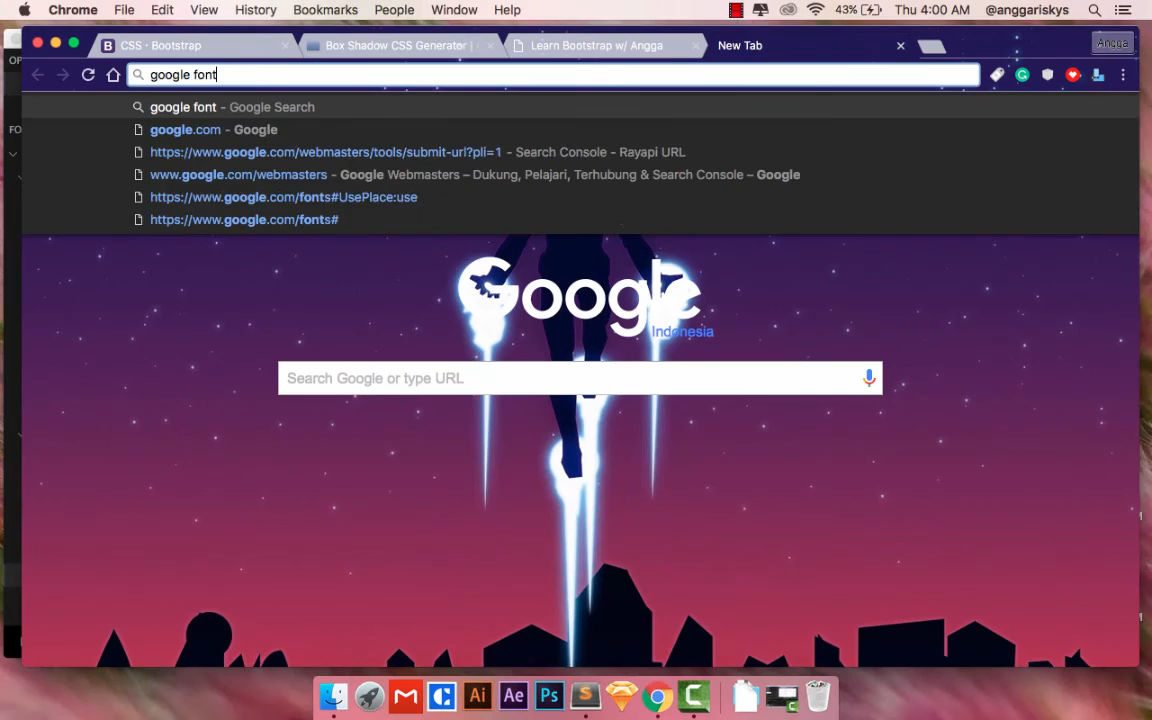 Chrome File Edit View History Bookmarks People Window Help 43% Thu 4:00 AM @anggariskys
CSS · Bootstrap Box Shadow CSS Generator | Learn Bootstrap w/ Angga New Tab Angga
google font
google font – Google Search
google.com – Google
https://www.google.com/webmasters/tools/submit-url?pli=1 – Search Console - Rayapi URL
www.google.com/webmasters – Google Webmasters – Dukung, Pelajari, Terhubung & Search Console – Google
https://www.google.com/fonts#UsePlace:use
https://www.google.com/fonts#
Google
Indonesia
Search Google or type URL
Ai Ae Ps